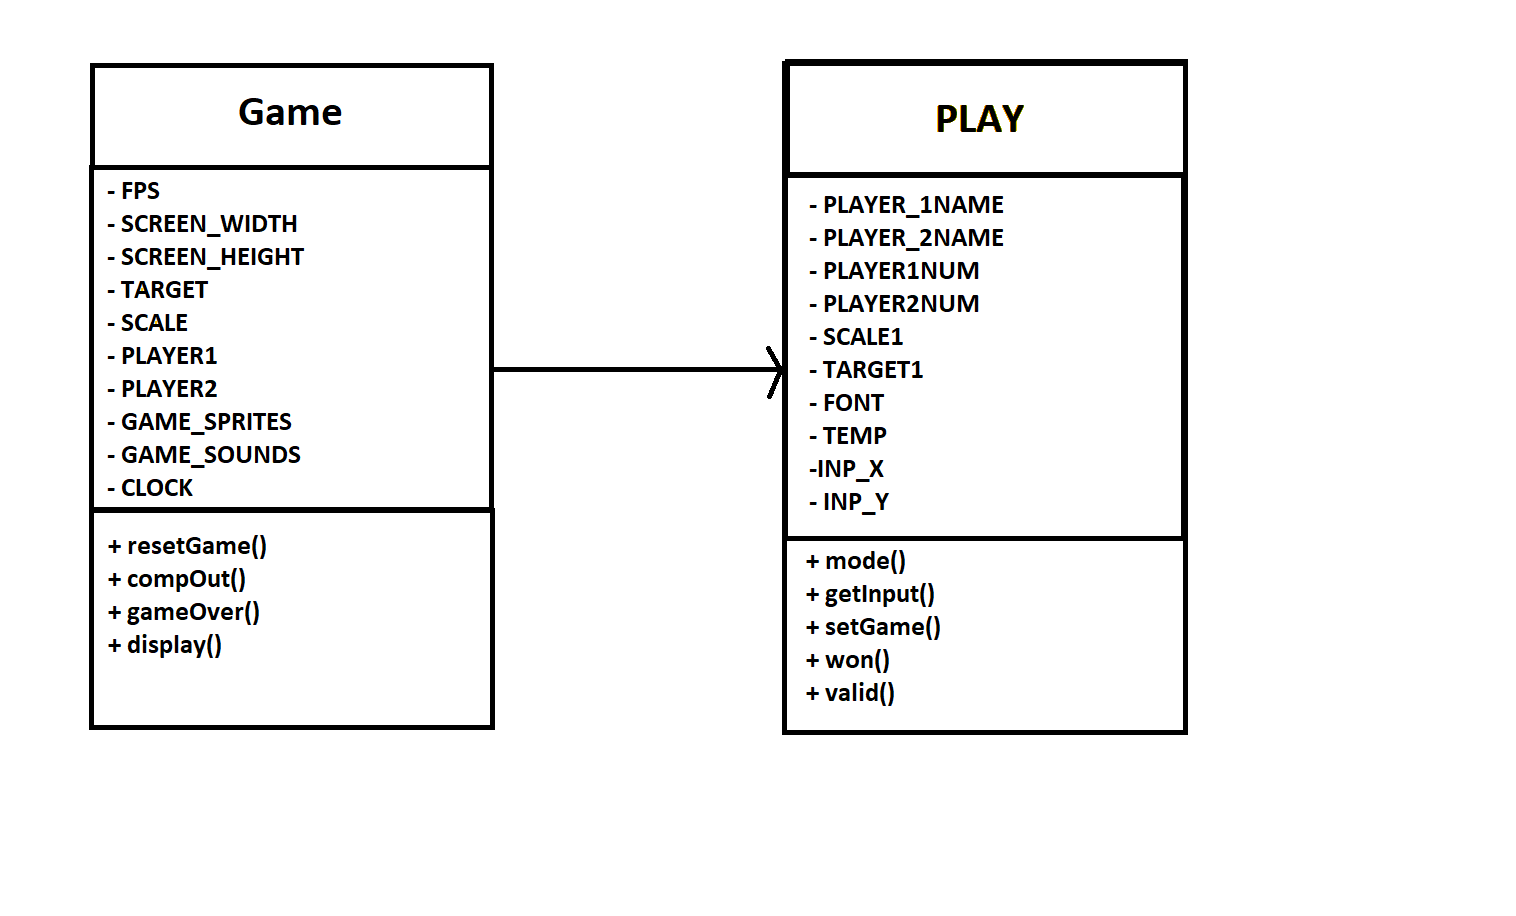 Game
- FPS
- SCREEN_WIDTH
- SCREEN_HEIGHT
- TARGET
- SCALE
- PLAYER1
- PLAYER2
- GAME_SPRITES
- GAME_SOUNDS
- CLOCK
+ resetGame()
+ compOut()
+ gameOver()
+ display()
PLAY
- PLAYER_1NAME
- PLAYER_2NAME
- PLAYER1NUM
- PLAYER2NUM
- SCALE1
- TARGET1
- FONT
- TEMP
-INP_X
- INP_Y
+ mode()
+ getInput()
+ setGame()
+ won()
+ valid()